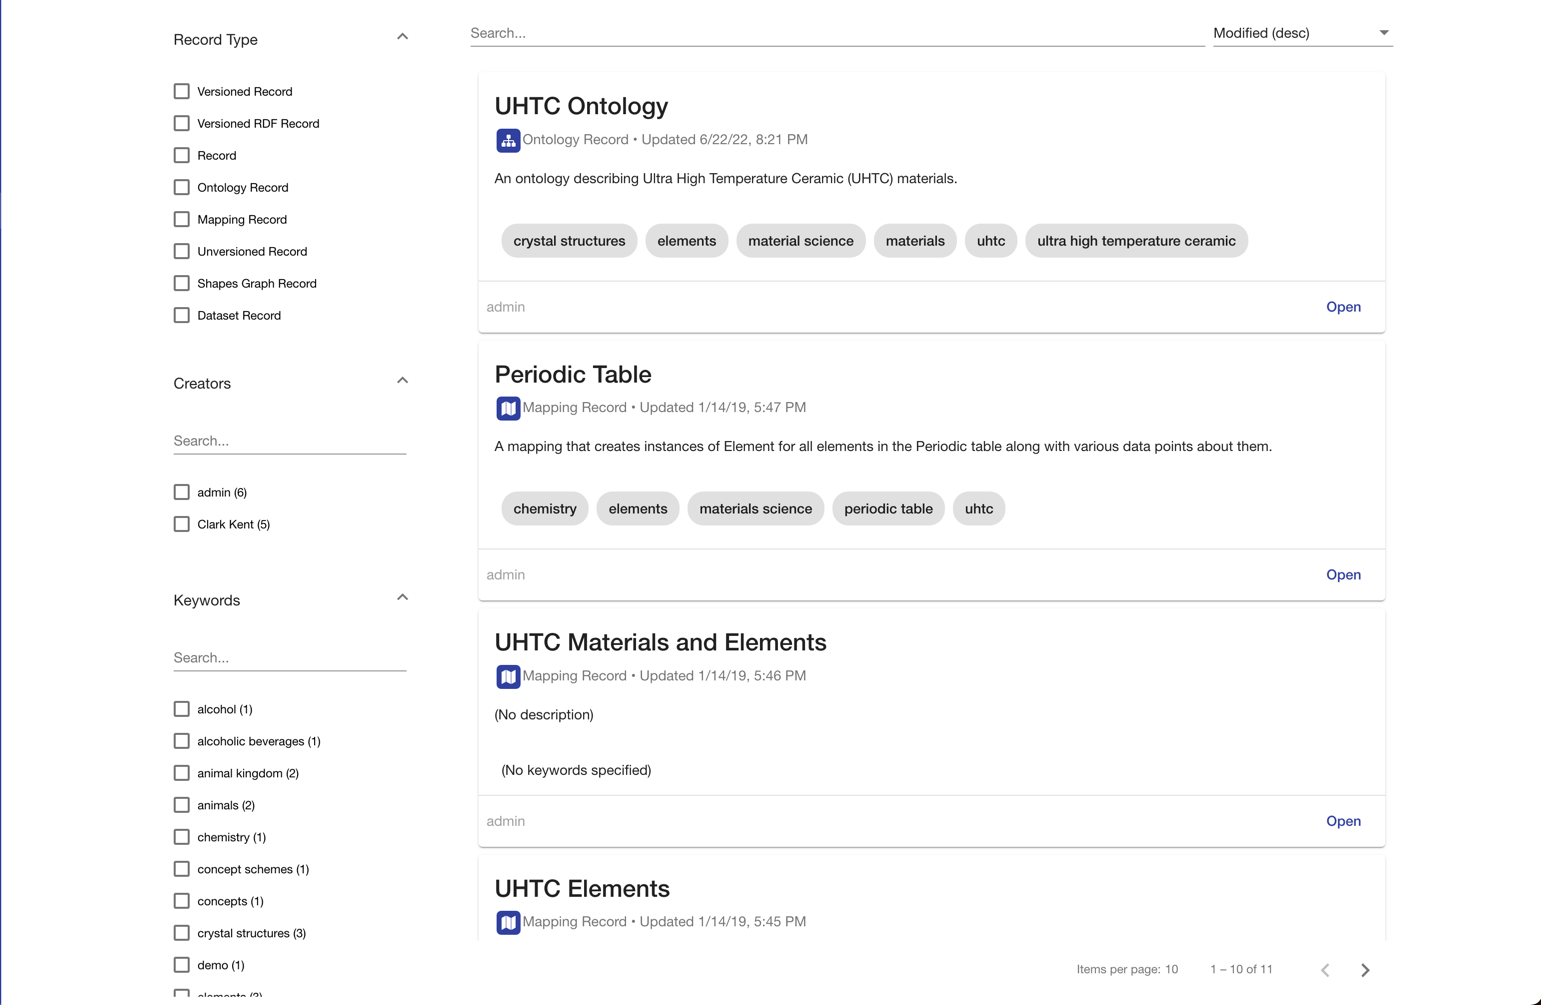 Record Type
Versioned Record
Versioned RDF Record
Record
Ontology Record
Mapping Record
Unversioned Record
Shapes Graph Record
Dataset Record
Creators
Search...
admin (6)
Clark Kent (5)
Keywords
Search...
alcohol (1)
alcoholic beverages (1)
animal kingdom (2)
animals (2)
chemistry (1)
concept schemes (1)
concepts (1)
crystal structures (3)
demo (1)
Search...
Modified (desc)
UHTC Ontology
Ontology Record • Updated 6/22/22, 8:21 PM
An ontology describing Ultra High Temperature Ceramic (UHTC) materials.
crystal structures elements material science materials uhtc ultra high temperature ceramic
admin Open
Periodic Table
Mapping Record • Updated 1/14/19, 5:47 PM
A mapping that creates instances of Element for all elements in the Periodic table along with various data points about them.
chemistry elements materials science periodic table uhtc
admin Open
UHTC Materials and Elements
Mapping Record • Updated 1/14/19, 5:46 PM
(No description)
(No keywords specified)
admin Open
UHTC Elements
Mapping Record • Updated 1/14/19, 5:45 PM
Items per page: 10 1 – 10 of 11